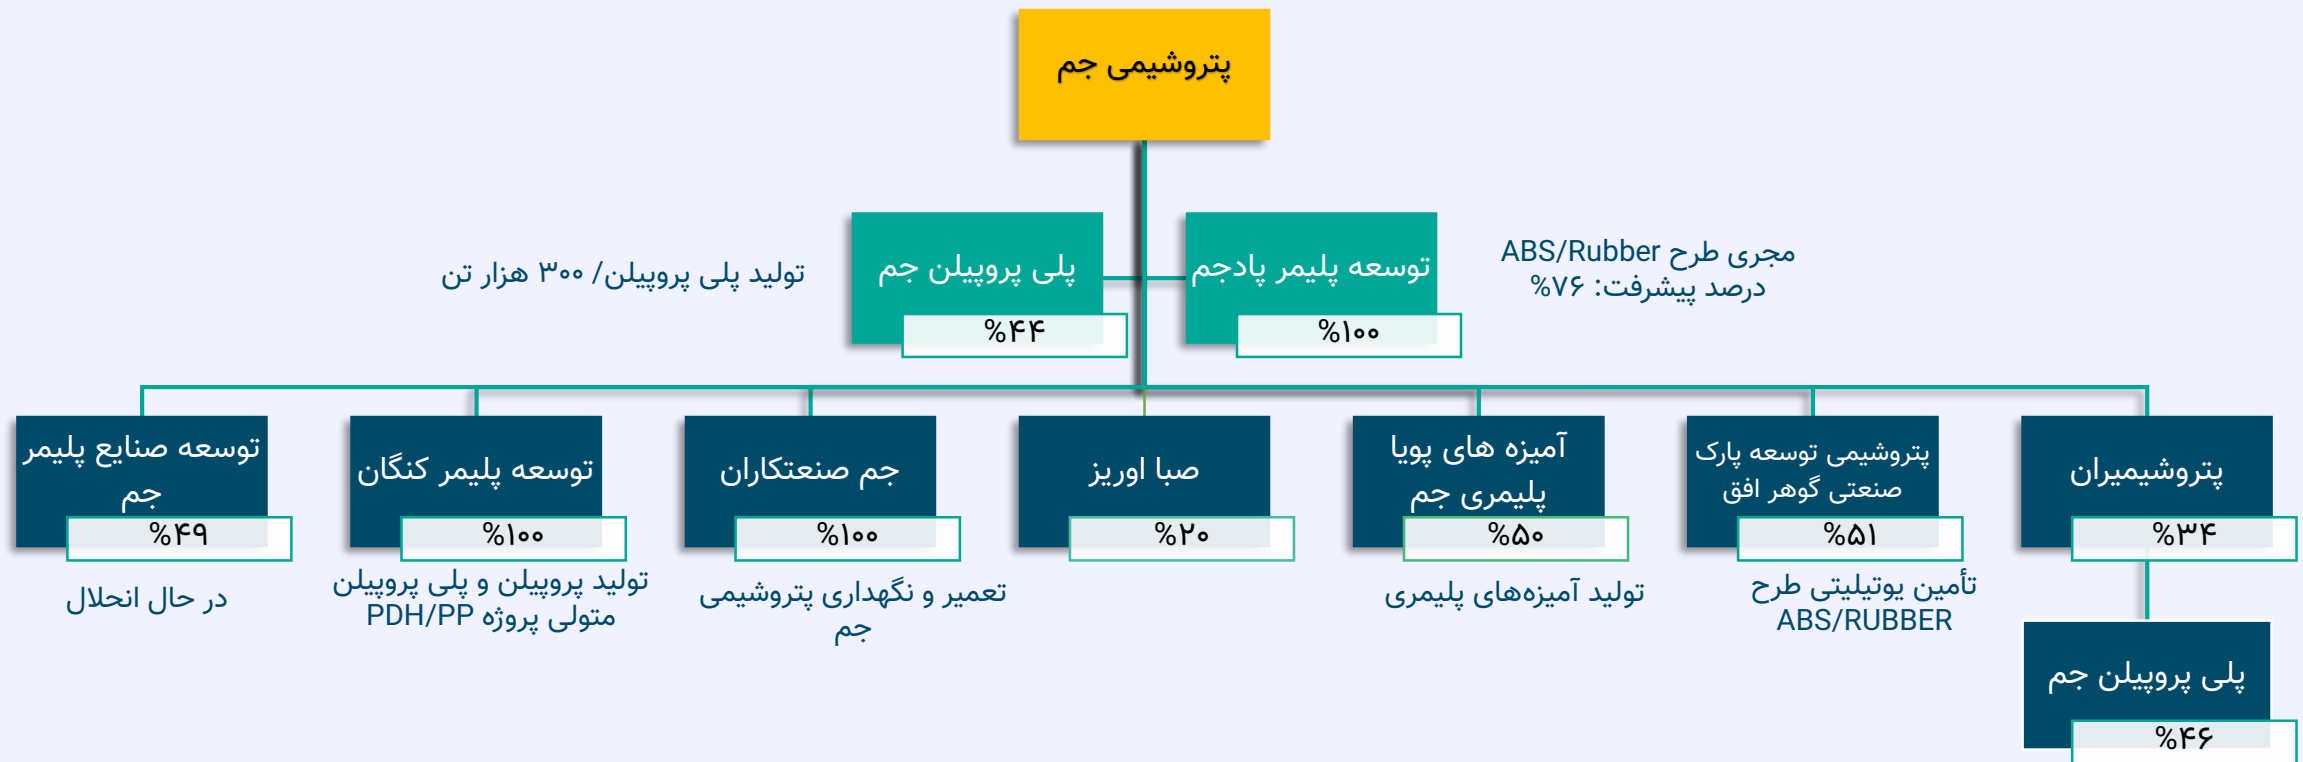 پتروشیمی جم
توسعه پلیمر پادجم
%۱۰۰
مجری طرح ABS/Rubber
درصد پیشرفت: ۷۶%
پلی پروپیلن جم
%۴۴
تولید پلی پروپیلن/ ۳۰۰ هزار تن
پتروشیمیران
%۳۴
پلی پروپیلن جم
%۴۶
پتروشیمی توسعه پارک
صنعتی گوهر افق
%۵۱
تأمین یوتیلیتی طرح
ABS/RUBBER
آمیزه های پویا
پلیمری جم
%۵۰
تولید آمیزه‌های پلیمری
صبا اوریز
%۲۰
جم صنعتکاران
%۱۰۰
تعمیر و نگهداری پتروشیمی
جم
توسعه پلیمر کنگان
%۱۰۰
تولید پروپیلن و پلی پروپیلن
متولی پروژه PDH/PP
توسعه صنایع پلیمر
جم
%۴۹
در حال انحلال